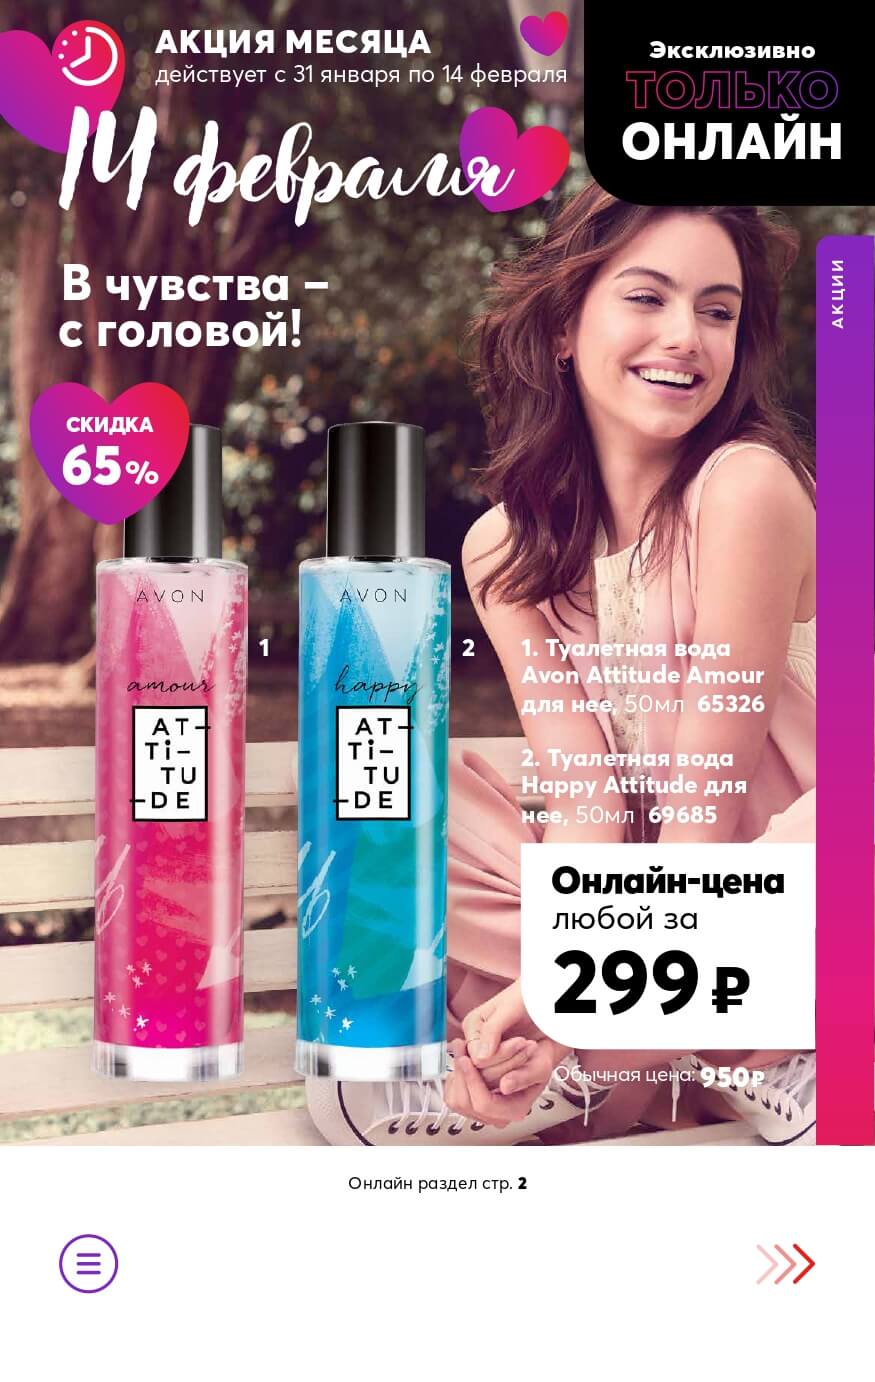 АКЦИЯ МЕСЯЦА
действует с 31 января по 14 февраля
Эксклюзивно
ТОЛЬКО
ОНЛАЙН
14 февраля
В чувства –
с головой!
АКЦИИ
СКИДКА
65%
AVON
amour
AT-
Ti-
TU
-DE
1
AVON
happy
AT-
Ti-
TU
-DE
2
1. Туалетная вода
Avon Attitude Amour
для нее, 50мл 65326
2. Туалетная вода
Happy Attitude для
нее, 50мл 69685
Онлайн-цена
любой за
299 ₽
Обычная цена: 950₽
Онлайн раздел стр. 2